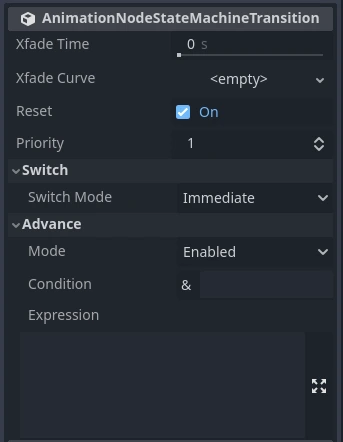 AnimationNodeStateMachineTransition
Xfade Time 0 s
Xfade Curve <empty>
Reset On
Priority 1
Switch
Switch Mode Immediate
Advance
Mode Enabled
Condition &
Expression